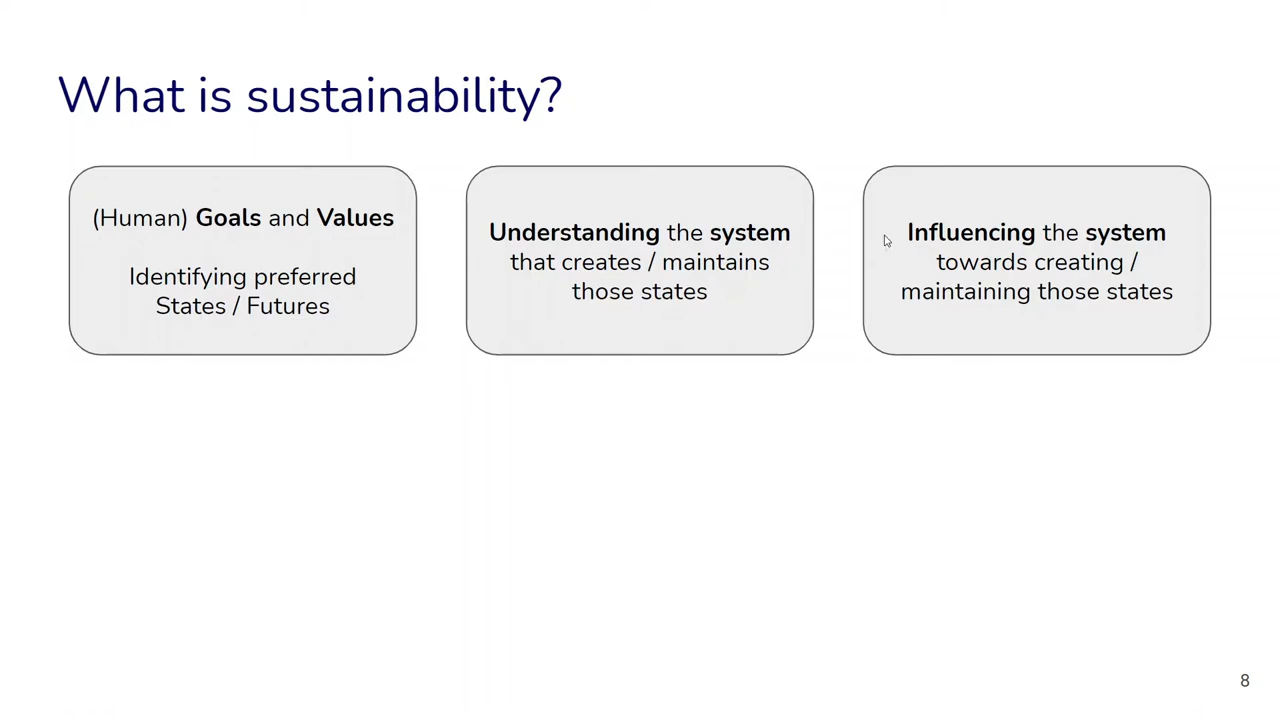 What is sustainability?
(Human) Goals and Values
Identifying preferred
States / Futures
Understanding the system
that creates / maintains
those states
Influencing the system
towards creating /
maintaining those states
8